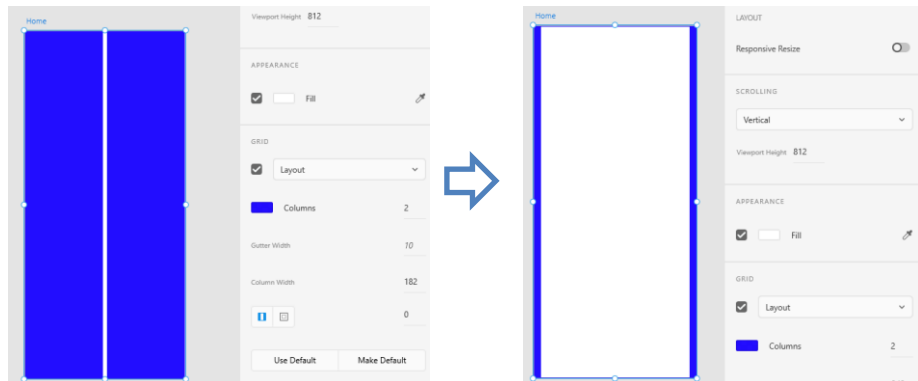 Home
Viewport Height 812
APPEARANCE
Fill
GRID
Layout
Columns 2
Gutter Width 10
Column Width 182
0
Use Default Make Default
Home
LAYOUT
Responsive Resize
SCROLLING
Vertical
Viewport Height 812
APPEARANCE
Fill
GRID
Layout
Columns 2